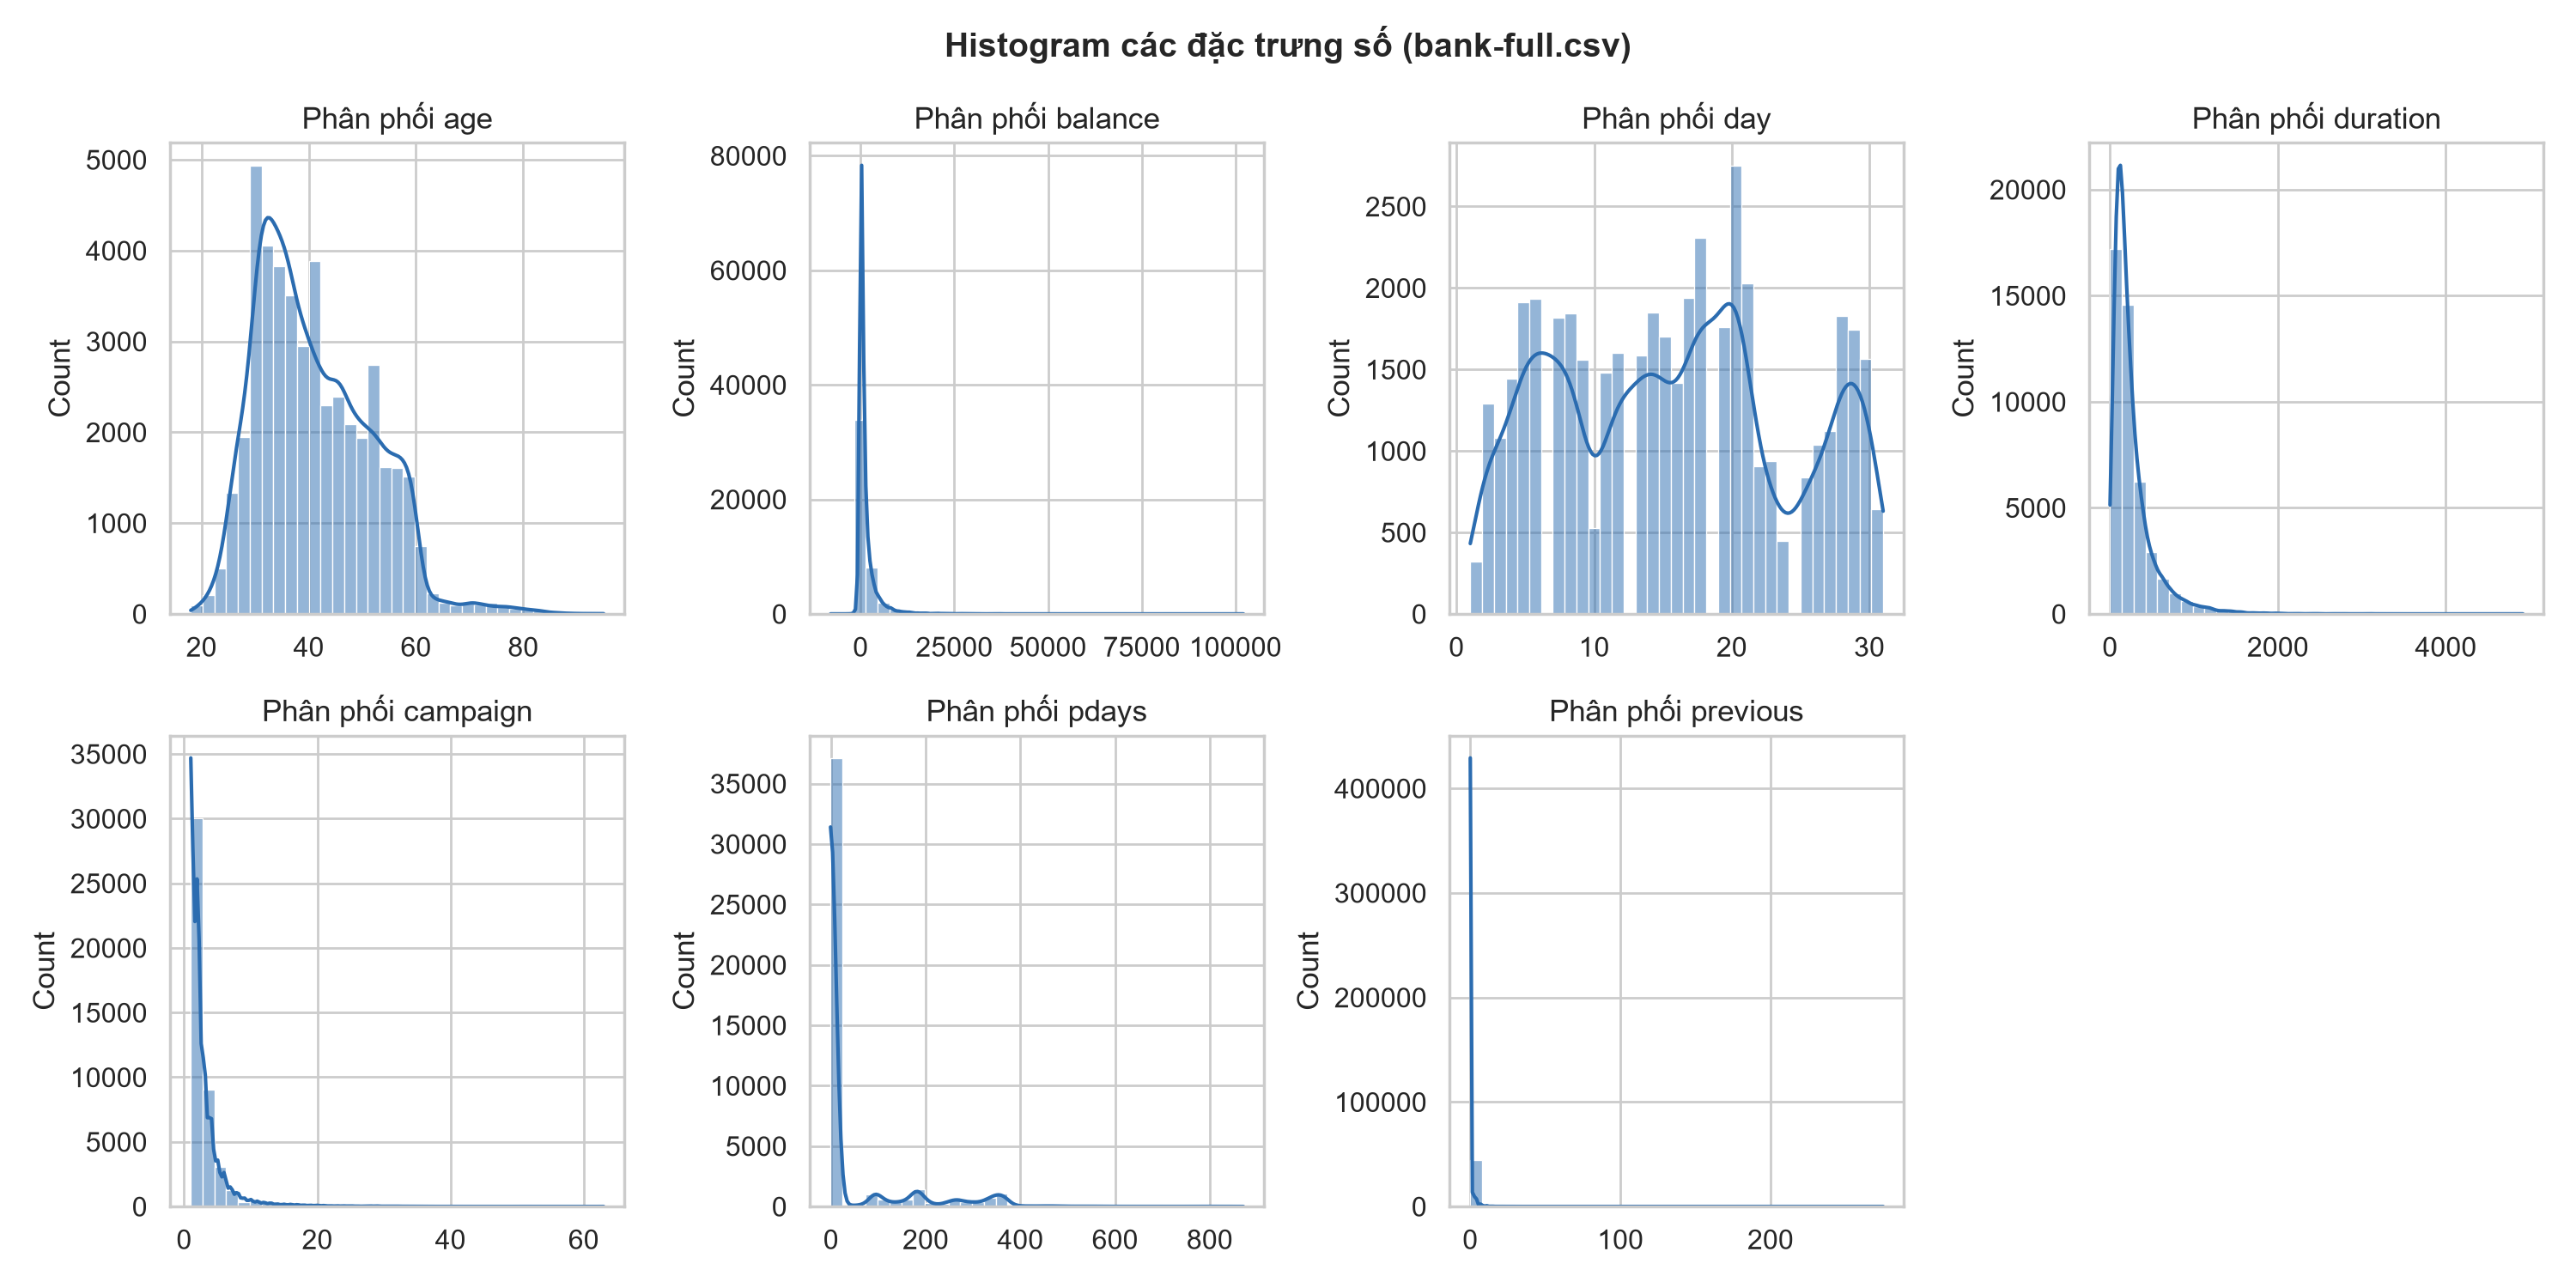 Histogram các đặc trưng số (bank-full.csv)
Phân phối age
Phân phối balance
Phân phối day
Phân phối duration
5000
4000
3000
2000
1000
0
Count
20 40 60 80
80000
60000
40000
20000
0
Count
0 25000 50000 75000 100000
2500
2000
1500
1000
500
0
Count
0 10 20 30
20000
15000
10000
5000
0
Count
0 2000 4000
Phân phối campaign
Phân phối pdays
Phân phối previous
35000
30000
25000
20000
15000
10000
5000
0
Count
0 20 40 60
35000
30000
25000
20000
15000
10000
5000
0
Count
0 200 400 600 800
400000
300000
200000
100000
0
Count
0 100 200